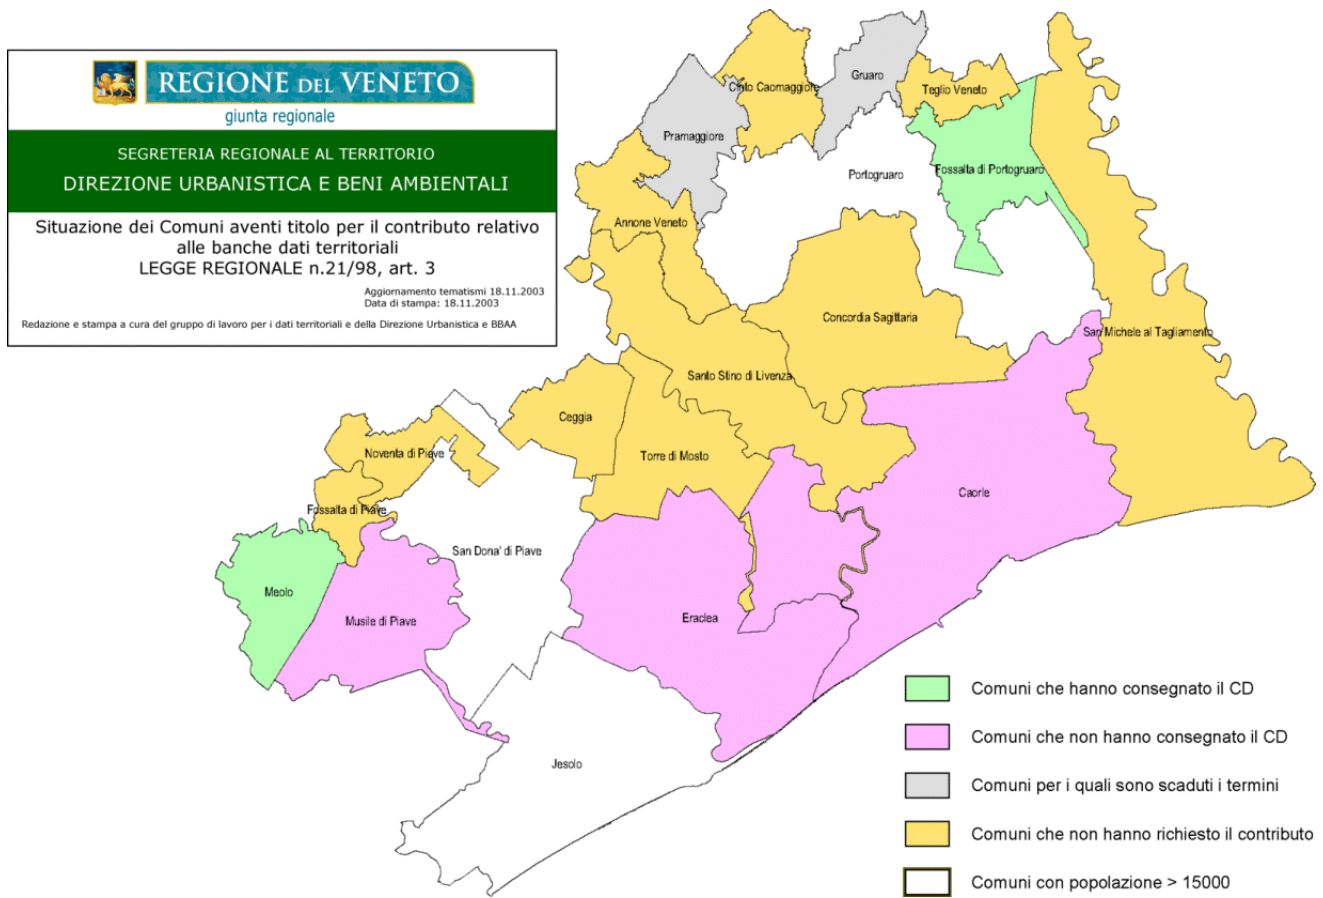 REGIONE DEL VENETO
giunta regionale
SEGRETERIA REGIONALE AL TERRITORIO
DIREZIONE URBANISTICA E BENI AMBIENTALI
Situazione dei Comuni aventi titolo per il contributo relativo
alle banche dati territoriali
LEGGE REGIONALE n.21/98, art. 3
Aggiornamento tematismi 18.11.2003
Data di stampa: 18.11.2003
Redazione e stampa a cura del gruppo di lavoro per i dati territoriali e della Direzione Urbanistica e BBAA
Cinto Caomaggiore
Gruaro
Teglio Veneto
Pramaggiore
Portogruaro
Fossalta di Portogruaro
Annone Veneto
Concordia Sagittaria
San Michele al Tagliamento
Santo Stino di Livenza
Ceggia
Noventa di Piave
Torre di Mosto
Caorle
Fossalta di Piave
San Dona' di Piave
Meolo
Musile di Piave
Eraclea
Jesolo
Comuni che hanno consegnato il CD
Comuni che non hanno consegnato il CD
Comuni per i quali sono scaduti i termini
Comuni che non hanno richiesto il contributo
Comuni con popolazione > 15000